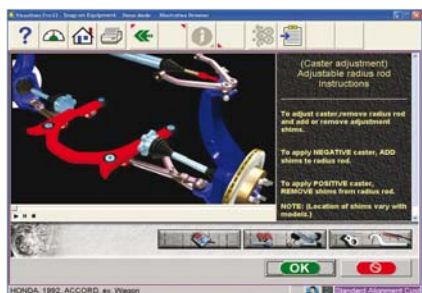 (Caster adjustment)
Adjustable radius rod
Instructions
To adjust caster,remove radius rod
and add or remove adjustment
shims.
To apply NEGATIVE caster, ADD
shims to radius rod.
To apply POSITIVE caster,
REMOVE shims from radius rod.
NOTE: (Location of shims vary with
models.)
OK
HONDA, 1992, ACCORD, ex, Wagon
Standard Alignment Cust